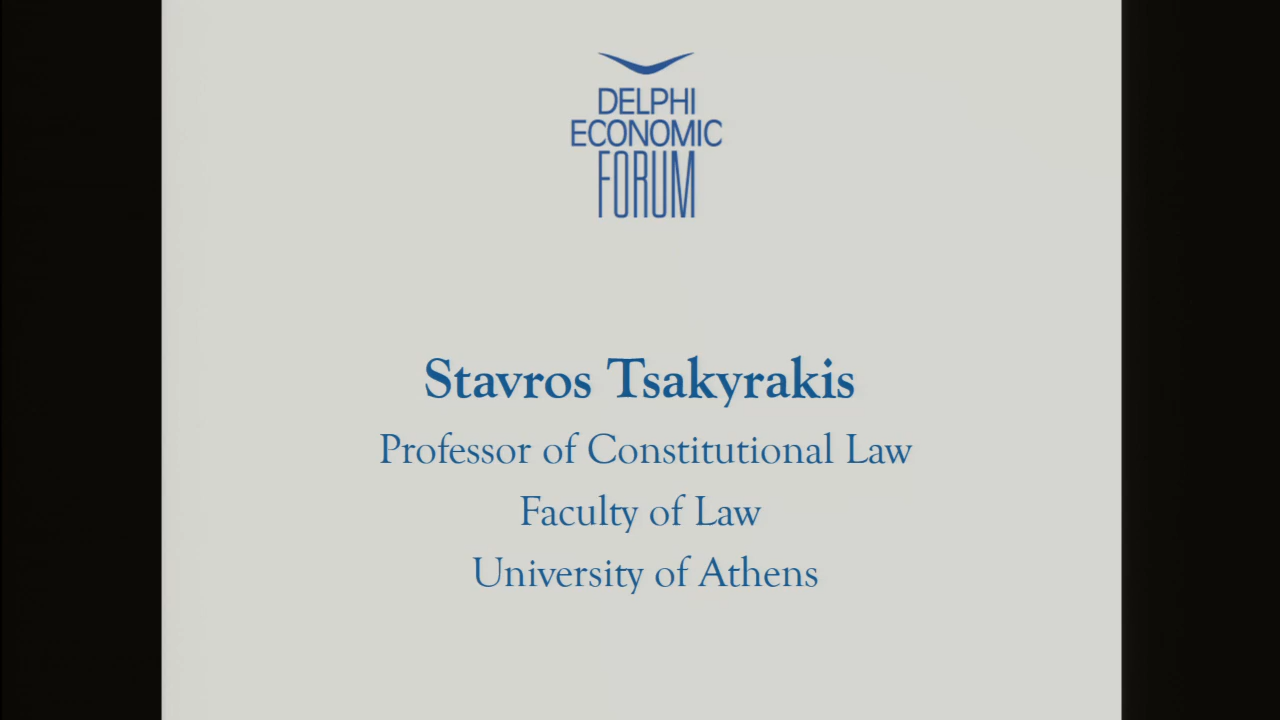 DELPHI
ECONOMIC
FORUM
Stavros Tsakyrakis
Professor of Constitutional Law
Faculty of Law
University of Athens